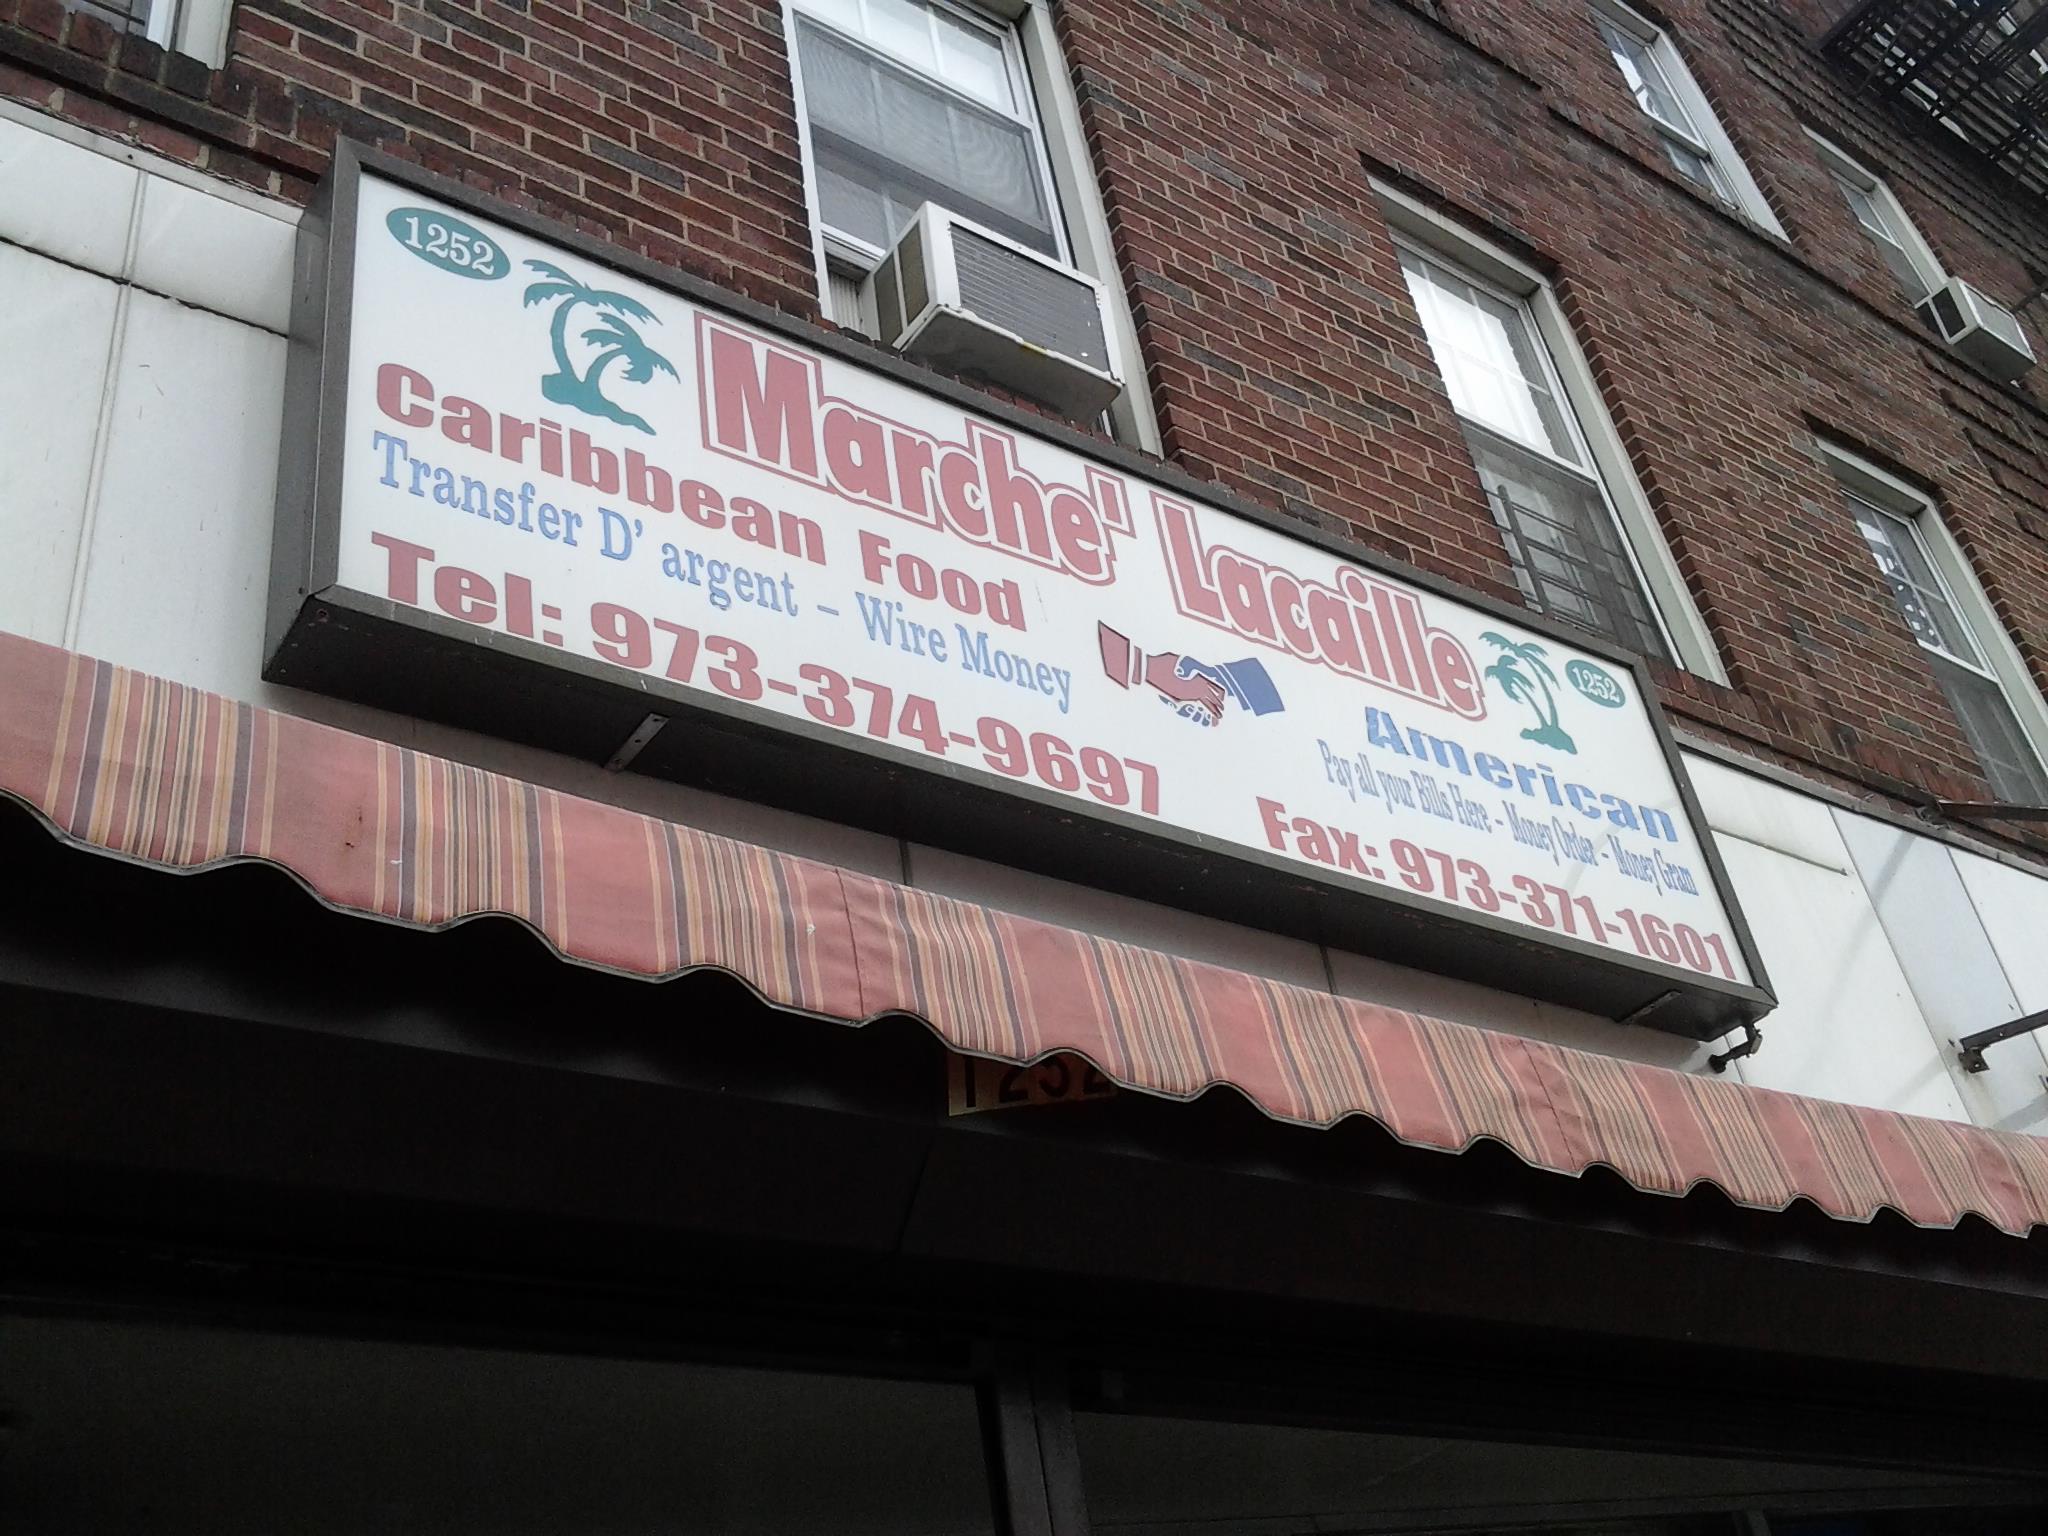 1252
Marche' Lacaille
1252
Caribbean Food
American
Transfer D' argent - Wire Money
Pay all your Bills Here - Money Order - Money Gram
Tel: 973-374-9697
Fax: 973-371-1601
1252